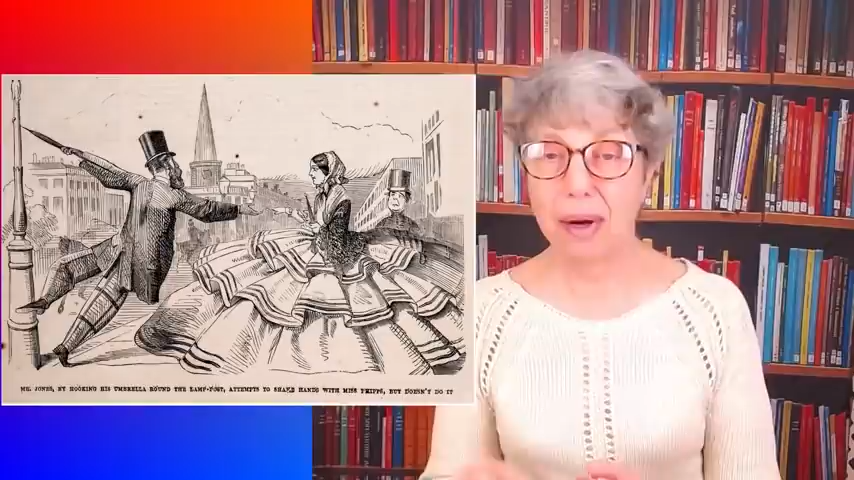 MR. JONES, BY HOOKING HIS UMBRELLA ROUND THE LAMP-POST, ATTEMPTS TO SHAKE HANDS WITH MISS PHIPPS, BUT DOESN'T DO IT